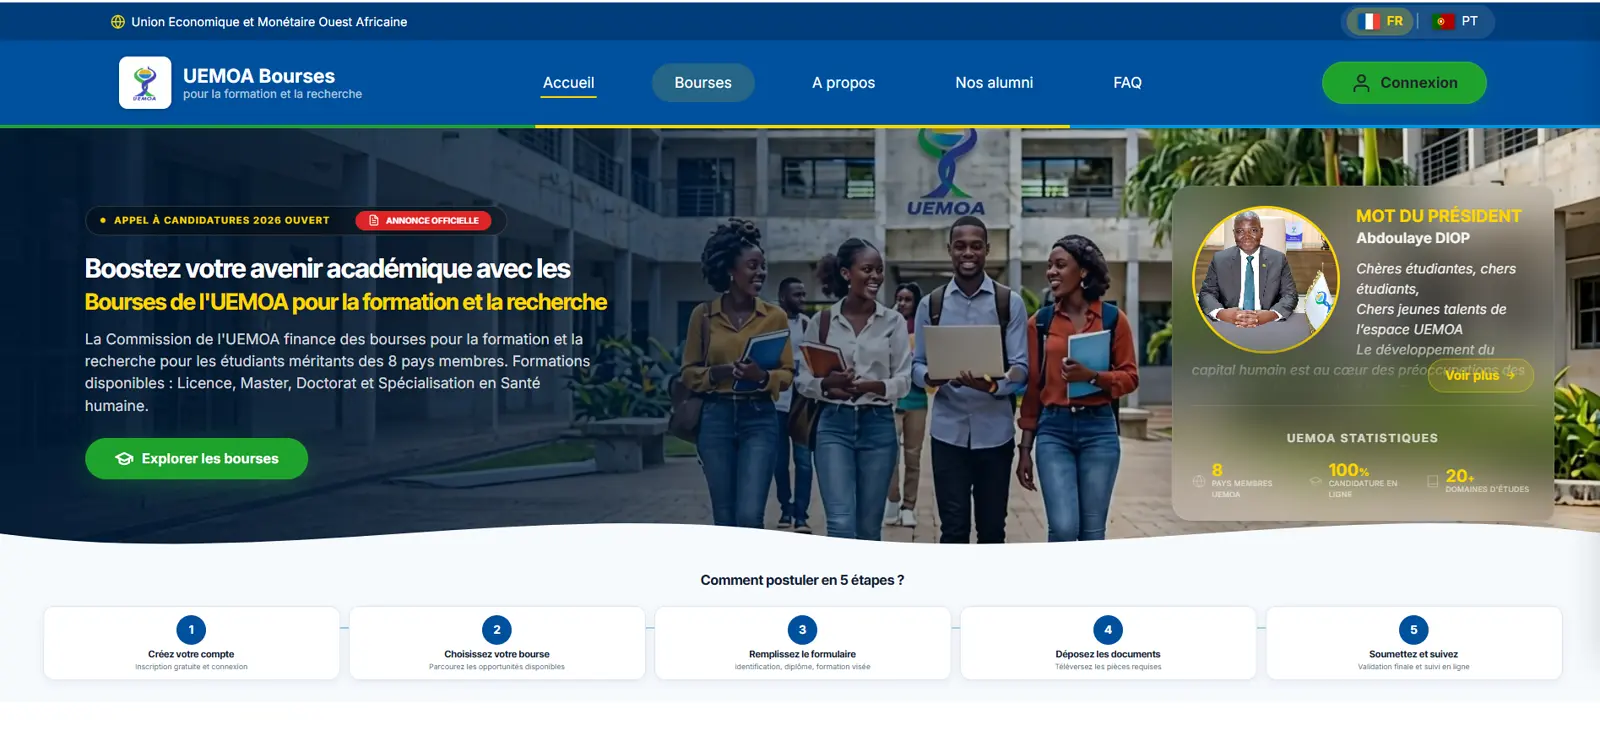 Union Economique et Monétaire Ouest Africaine
FR
PT
UEMOA
UEMOA Bourses
pour la formation et la recherche
Accueil
Bourses
A propos
Nos alumni
FAQ
Connexion
UEMOA
APPEL À CANDIDATURES 2026 OUVERT
ANNONCE OFFICIELLE
Boostez votre avenir académique avec les
Bourses de l'UEMOA pour la formation et la recherche
La Commission de l'UEMOA finance des bourses pour la formation et la
recherche pour les étudiants méritants des 8 pays membres. Formations
disponibles : Licence, Master, Doctorat et Spécialisation en Santé
humaine.
Explorer les bourses
MOT DU PRÉSIDENT
Abdoulaye DIOP
Chères étudiantes, chers
étudiants,
Chers jeunes talents de
l'espace UEMOA
Le développement du
capital humain est au cœur des préoccupations des
Voir plus →
UEMOA STATISTIQUES
8
PAYS MEMBRES
UEMOA
100%
CANDIDATURE EN
LIGNE
20+
DOMAINES D'ÉTUDES
Comment postuler en 5 étapes ?
1
Créez votre compte
Inscription gratuite et connexion
2
Choisissez votre bourse
Parcourez les opportunités disponibles
3
Remplissez le formulaire
Identification, diplôme, formation visée
4
Déposez les documents
Téléversez les pièces requises
5
Soumettez et suivez
Validation finale et suivi en ligne